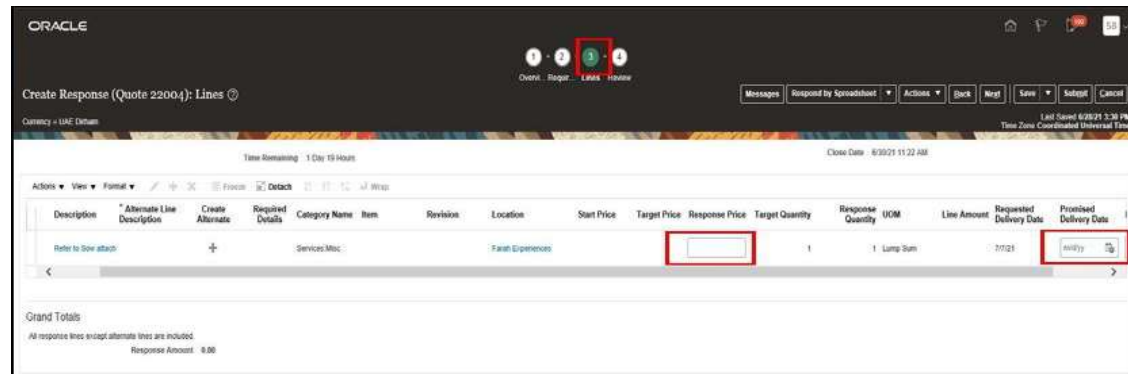 ORACLE
100
SB
1 2 3 4
Overvi... Requir... Lines Review
Create Response (Quote 22004): Lines
Messages Respond by Spreadsheet Actions Back Next Save Submit Cancel
Currency = UAE Dirham
Last Saved 6/28/21 3:30 PM
Time Zone Coordinated Universal Time
Time Remaining 1 Day 19 Hours
Close Date 6/30/21 11:22 AM
Actions View Format Freeze Detach Wrap
Description * Alternate Line Description Create Alternate Required Details Category Name Item Revision Location Start Price Target Price Response Price Target Quantity Response Quantity UOM Line Amount Requested Delivery Date Promised Delivery Date
Refer to Sow attach Services.Misc Farah Experiences 1 1 Lump Sum 7/7/21 m/d/yy
Grand Totals
All response lines except alternate lines are included.
Response Amount 0.00